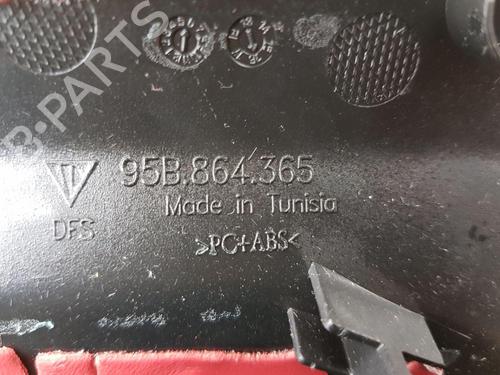 B-PARTS
95B.864.365
Made in Tunisia
DFS
>PC+ABS<